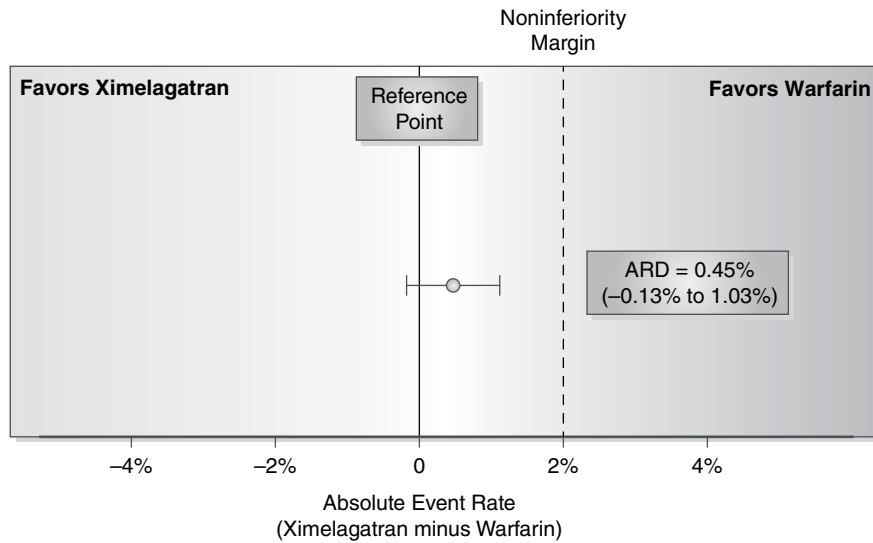 Noninferiority
Margin
Favors Ximelagatran
Reference
Point
Favors Warfarin
ARD = 0.45%
(–0.13% to 1.03%)
–4%
–2%
0
2%
4%
Absolute Event Rate
(Ximelagatran minus Warfarin)